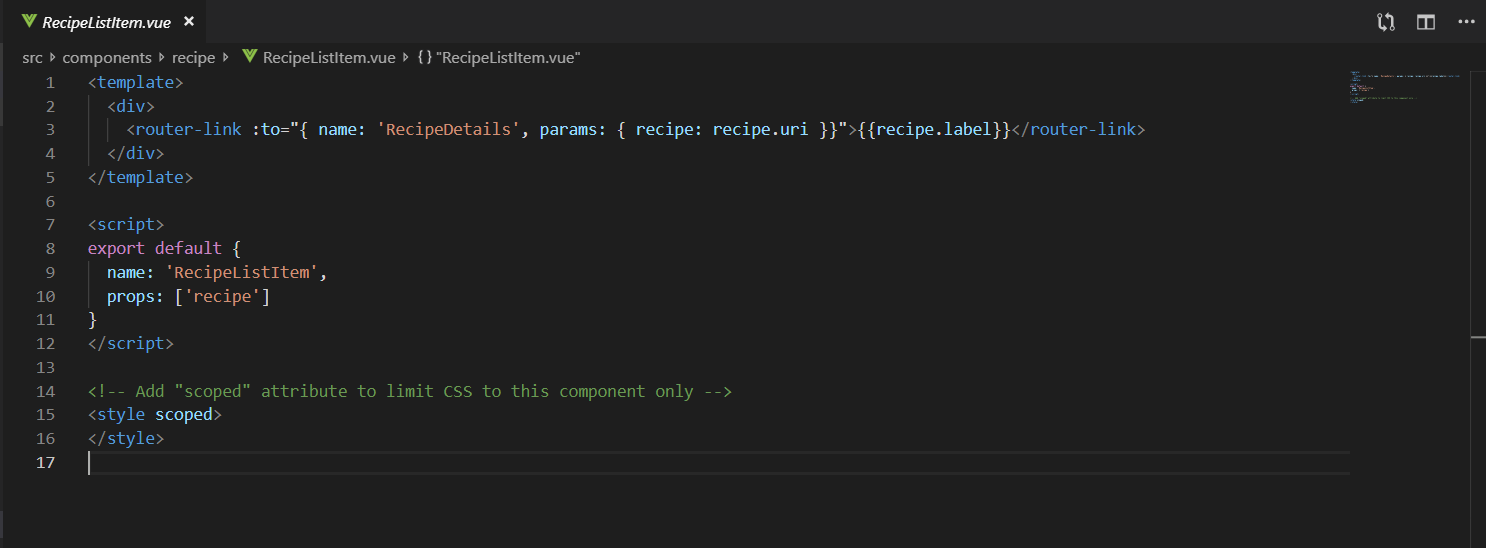 RecipeListItem.vue
src components recipe RecipeListItem.vue {} "RecipeListItem.vue"
1 <template>
2 <div>
3 <router-link :to="{ name: 'RecipeDetails', params: { recipe: recipe.uri }}">{{recipe.label}}</router-link>
4 </div>
5 </template>
6
7 <script>
8 export default {
9 name: 'RecipeListItem',
10 props: ['recipe']
11 }
12 </script>
13
14 <!-- Add "scoped" attribute to limit CSS to this component only -->
15 <style scoped>
16 </style>
17